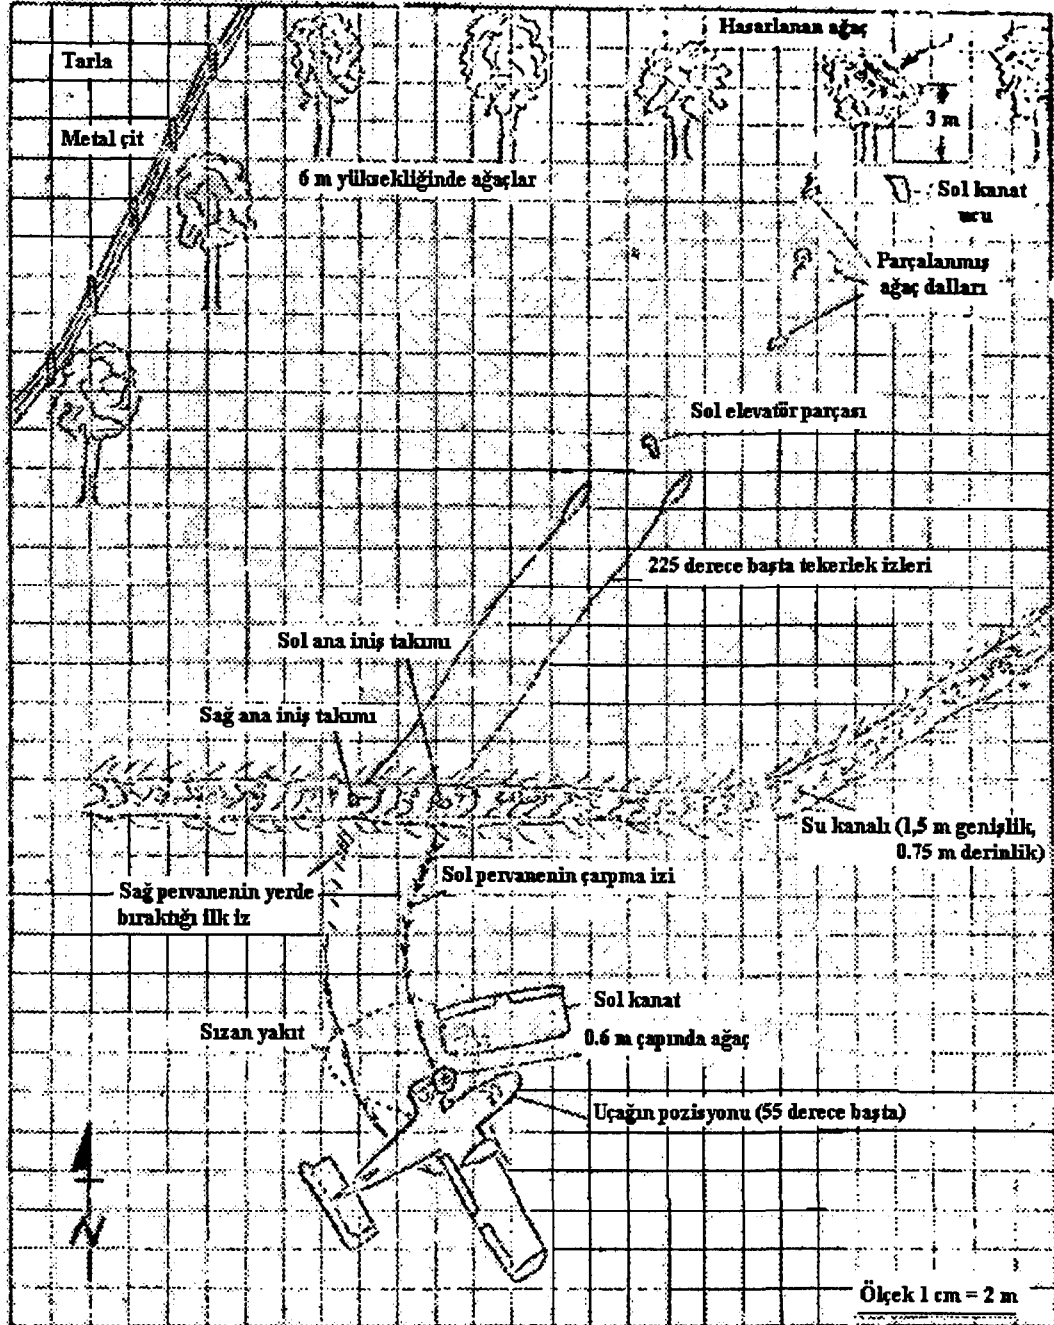 Hasarlanan ağaç
Tarla
3 m
Metal çit
6 m yüksekliğinde ağaçlar
Sol kanat
ucu
Parçalanmış
ağaç dalları
Sol elevatör parçası
225 derece başta tekerlek izleri
Sol ana iniş takımı
Sağ ana iniş takımı
Su kanalı (1,5 m genişlik,
0.75 m derinlik)
Sol pervanenin çarpma izi
Sağ pervanenin yerde
bıraktığı ilk iz
Sol kanat
Sızan yakıt
0.6 m çapında ağaç
Uçağın pozisyonu (55 derece başta)
N
Ölçek 1 cm = 2 m